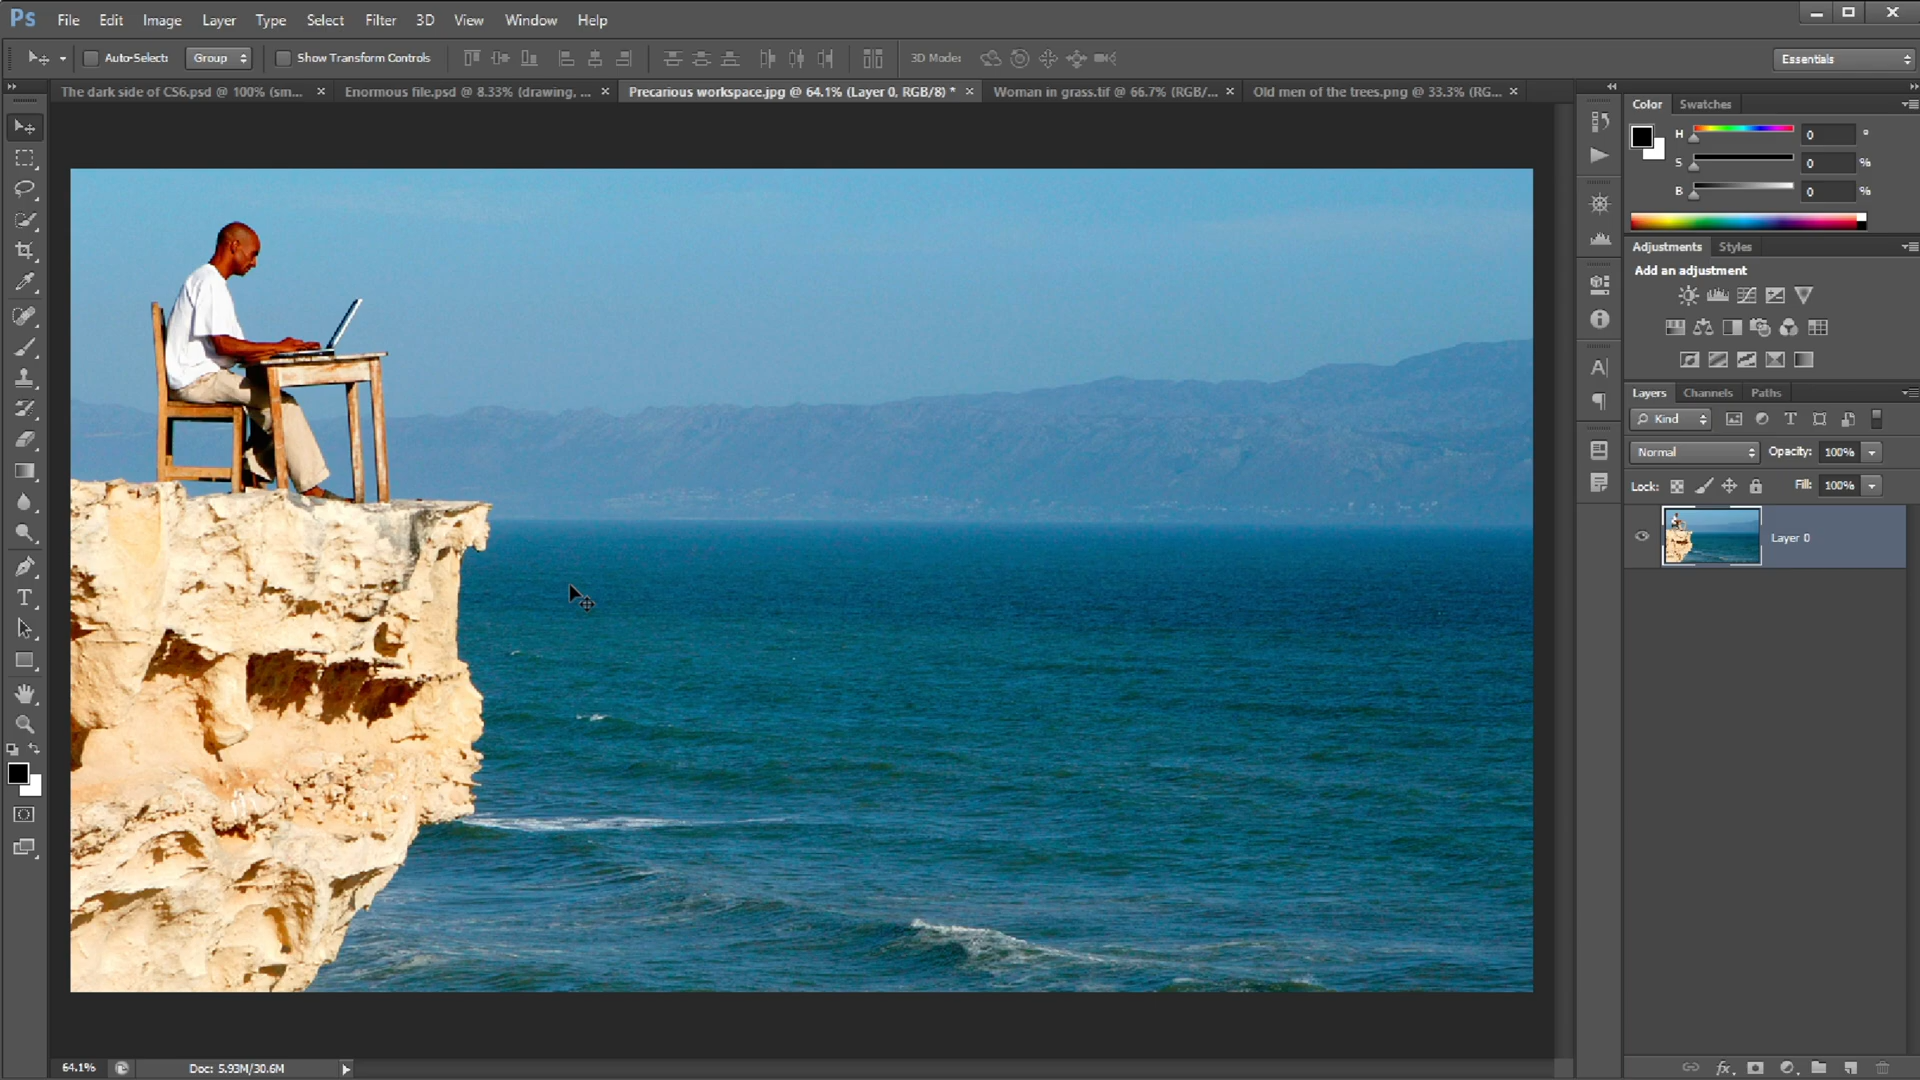 Ps File Edit Image Layer Type Select Filter 3D View Window Help
Auto-Select: Group Show Transform Controls 3D Mode: Essentials
The dark side of CS6.psd @ 100% (sm... × Enormous file.psd @ 8.33% (drawing, ... × Precarious workspace.jpg @ 64.1% (Layer 0, RGB/8) * × Woman in grass.tif @ 66.7% (RGB/... × Old men of the trees.png @ 33.3% (RG... ×
Color Swatches
H 0 °
S 0 %
B 0 %
Adjustments Styles
Add an adjustment
Layers Channels Paths
Kind
Normal Opacity: 100%
Lock: Fill: 100%
Layer 0
64.1% Doc: 5.93M/30.6M